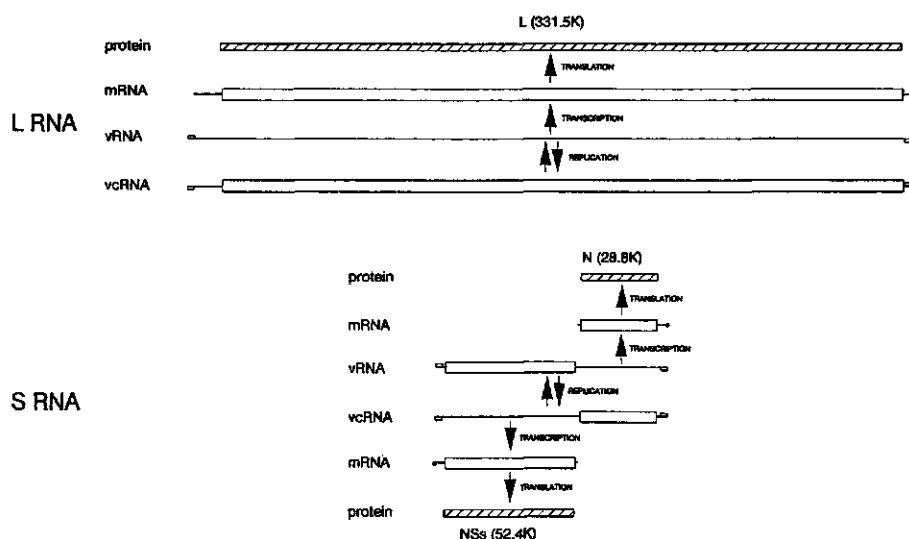 L (331.5K)
protein
TRANSLATION
mRNA
L RNA
TRANSCRIPTION
vRNA
REPLICATION
vcRNA
N (28.8K)
protein
TRANSLATION
mRNA
TRANSCRIPTION
vRNA
S RNA
REPLICATION
vcRNA
TRANSCRIPTION
mRNA
TRANSLATION
protein
NSs (52.4K)